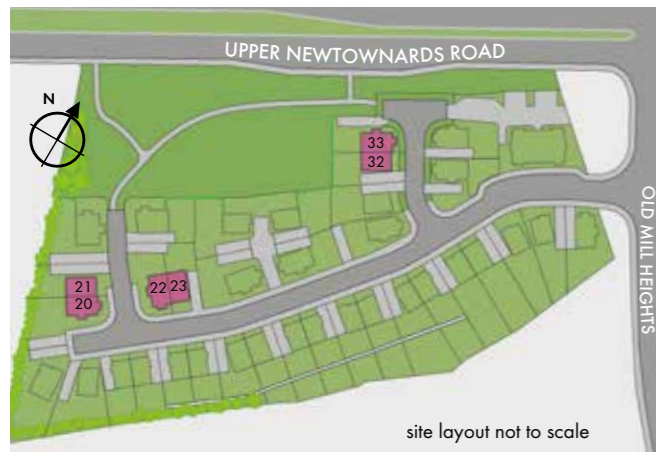 UPPER NEWTOWNARDS ROAD
N
33
32
OLD MILL HEIGHTS
21
20
22 23
site layout not to scale